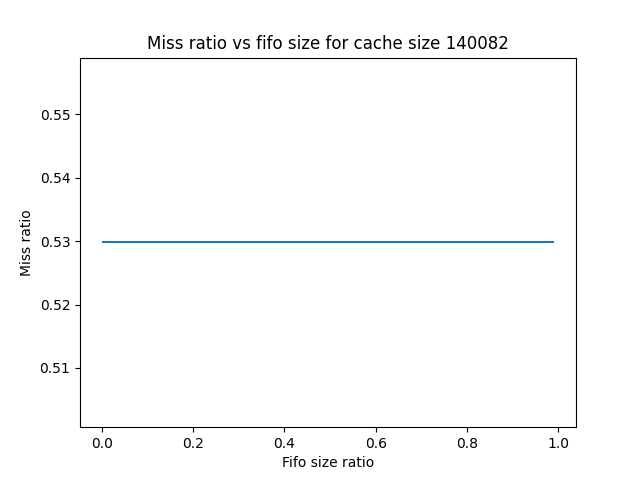 Miss ratio vs fifo size for cache size 140082
0.55
0.54
0.53
0.52
0.51
Miss ratio
0.0 0.2 0.4 0.6 0.8 1.0
Fifo size ratio